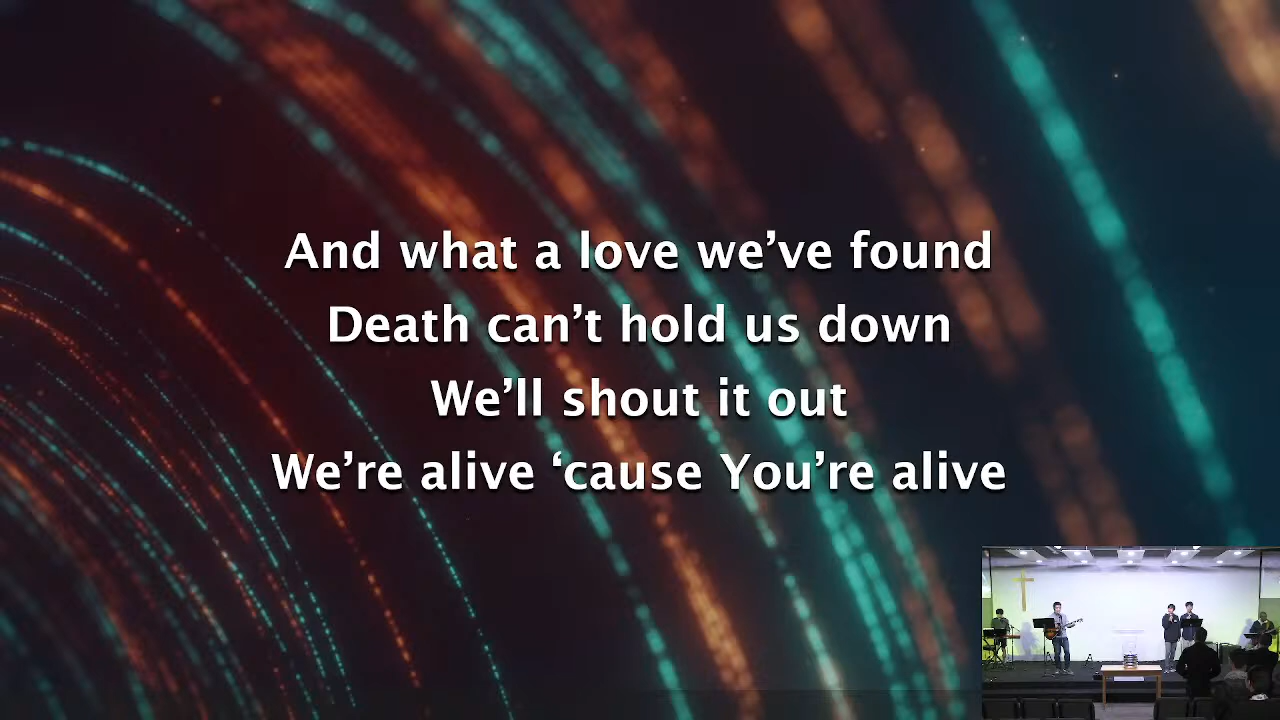 And what a love we’ve found
Death can’t hold us down
We’ll shout it out
We’re alive ‘cause You’re alive